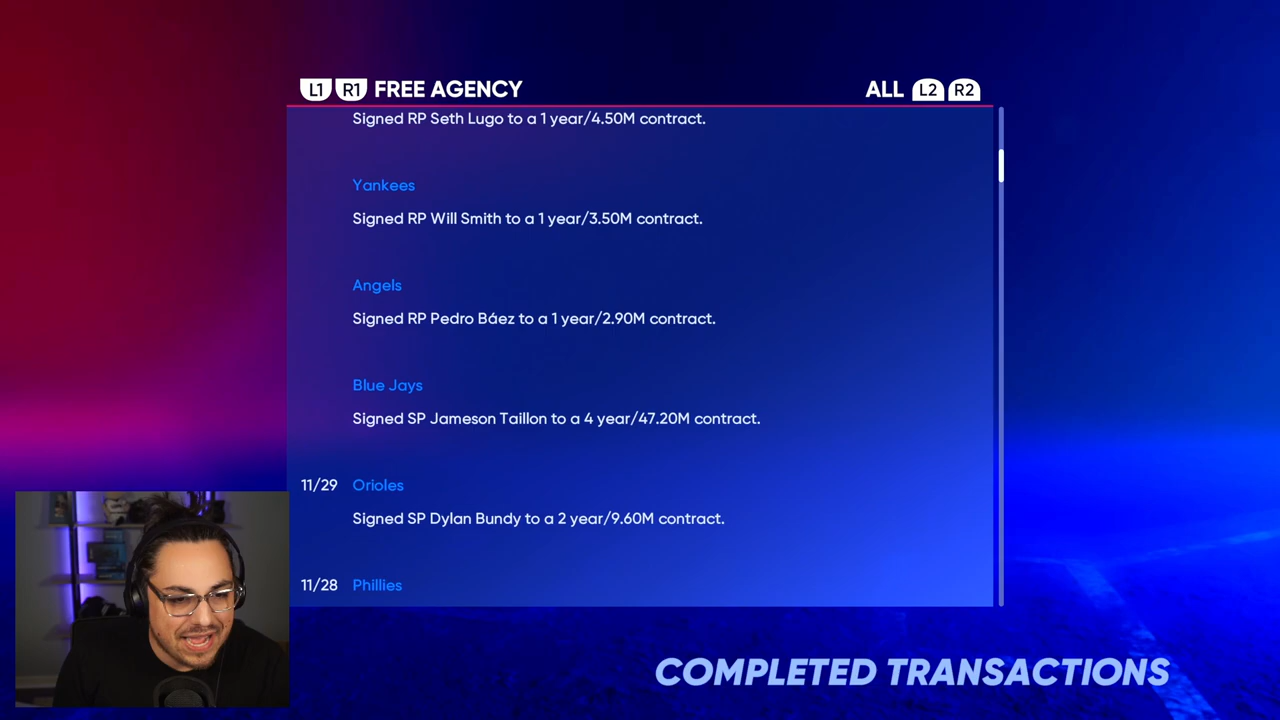 L1 R1 FREE AGENCY ALL L2 R2
Signed RP Seth Lugo to a 1 year/4.50M contract.
Yankees
Signed RP Will Smith to a 1 year/3.50M contract.
Angels
Signed RP Pedro Báez to a 1 year/2.90M contract.
Blue Jays
Signed SP Jameson Taillon to a 4 year/47.20M contract.
11/29 Orioles
Signed SP Dylan Bundy to a 2 year/9.60M contract.
11/28 Phillies
COMPLETED TRANSACTIONS